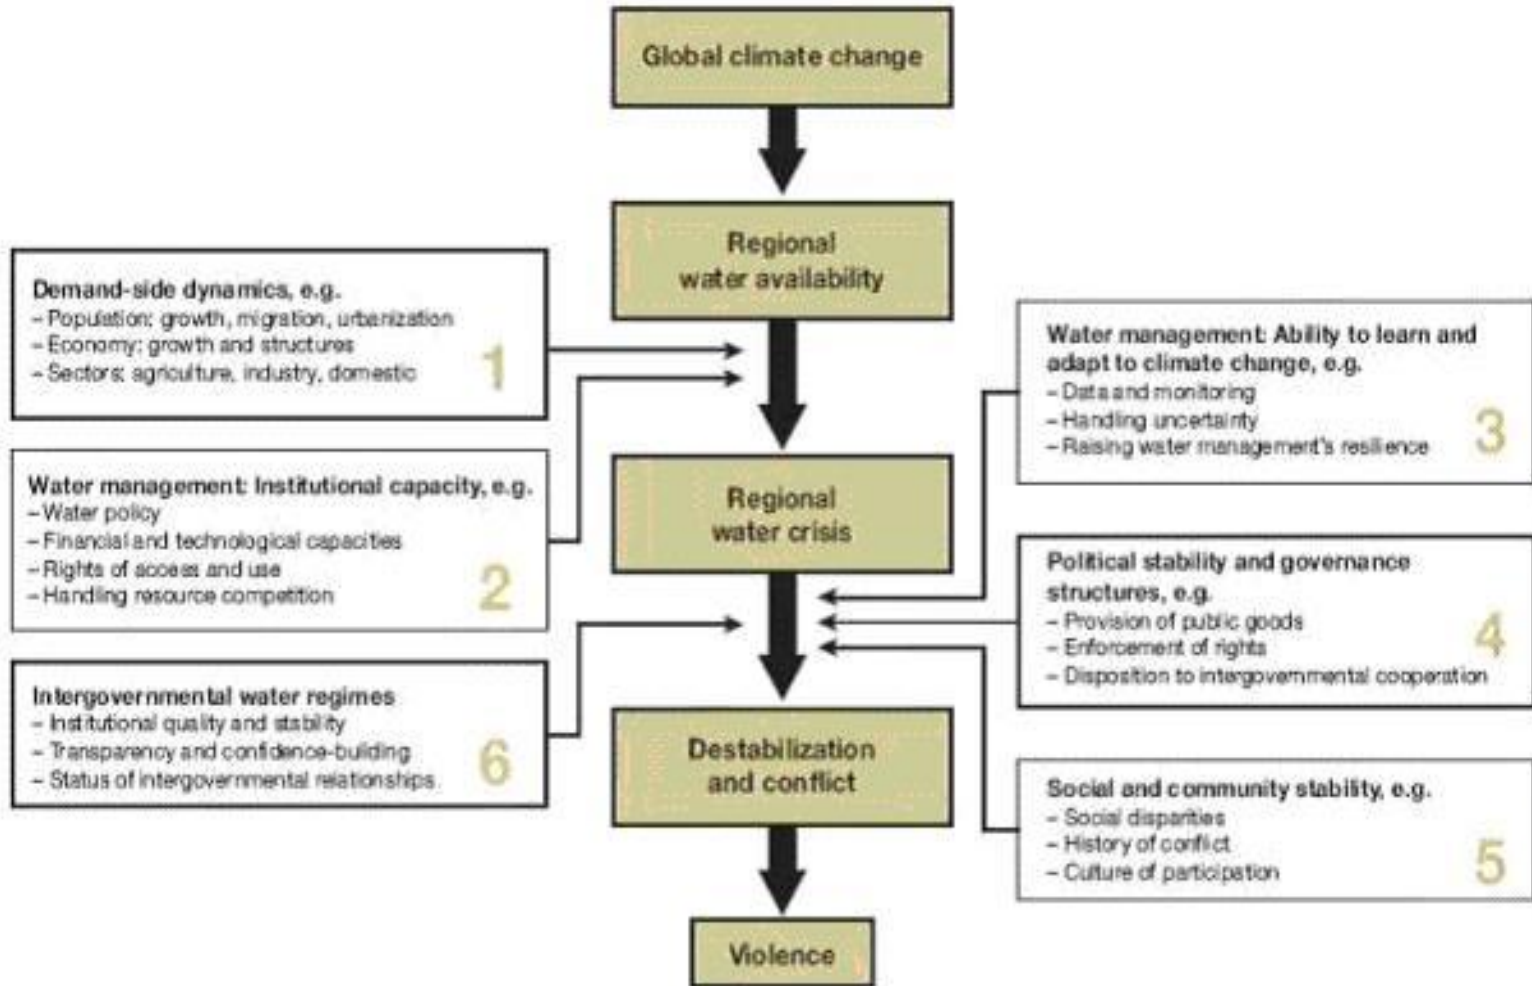 Global climate change
Regional
water availability
Demand-side dynamics, e.g.
– Population: growth, migration, urbanization
– Economy: growth and structures
– Sectors: agriculture, industry, domestic
1
Water management: Ability to learn and
adapt to climate change, e.g.
– Data and monitoring
– Handling uncertainty
– Raising water management's resilience
3
Water management: Institutional capacity, e.g.
– Water policy
– Financial and technological capacities
– Rights of access and use
– Handling resource competition
2
Regional
water crisis
Political stability and governance
structures, e.g.
– Provision of public goods
– Enforcement of rights
– Disposition to intergovernmental cooperation
4
Intergovernmental water regimes
– Institutional quality and stability
– Transparency and confidence-building
– Status of intergovernmental relationships
6
Destabilization
and conflict
Social and community stability, e.g.
– Social disparities
– History of conflict
– Culture of participation
5
Violence